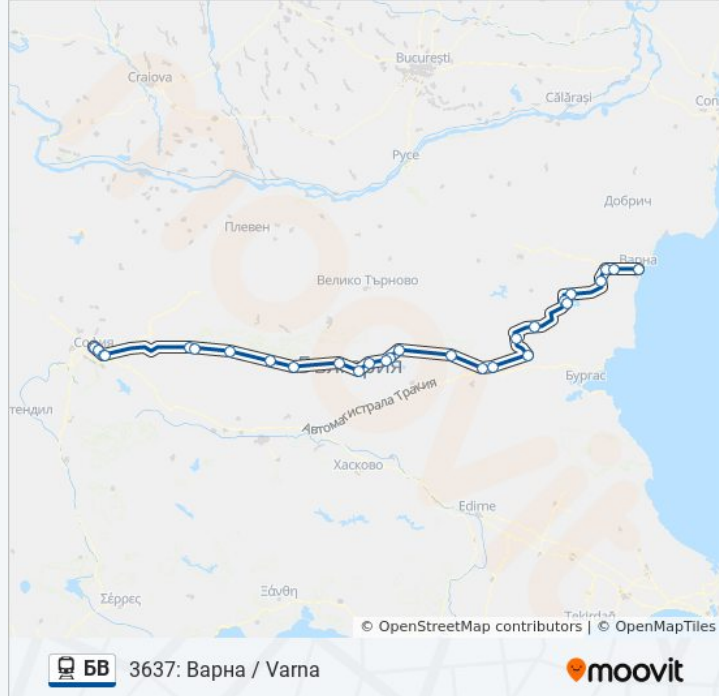 Craiova
București
Călărași
Con
Русе
Добрич
Плевен
Варна
Велико Търново
София
България
Бургас
тендил
Автомагистрала Тракия
Хасково
Edirne
Σέρρες
Ξάνθη
Tekirdağ
© OpenStreetMap contributors | © OpenMapTiles
БВ 3637: Варна / Varna
moovit